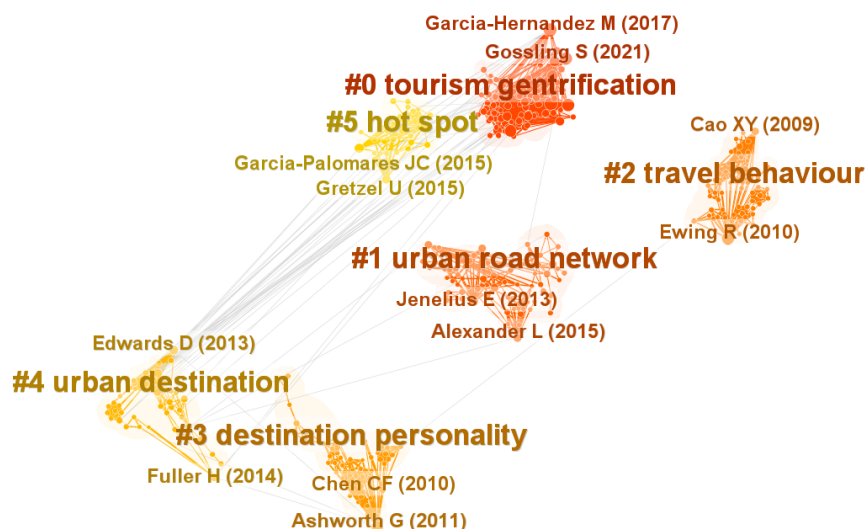 Garcia-Hernandez M (2017)
Gossling S (2021)
#0 tourism gentrification
#5 hot spot
Cao XY (2009)
Garcia-Palomares JC (2015)
#2 travel behaviour
Gretzel U (2015)
Ewing R (2010)
#1 urban road network
Jenelius E (2013)
Alexander L (2015)
Edwards D (2013)
#4 urban destination
#3 destination personality
Fuller H (2014)
Chen CF (2010)
Ashworth G (2011)